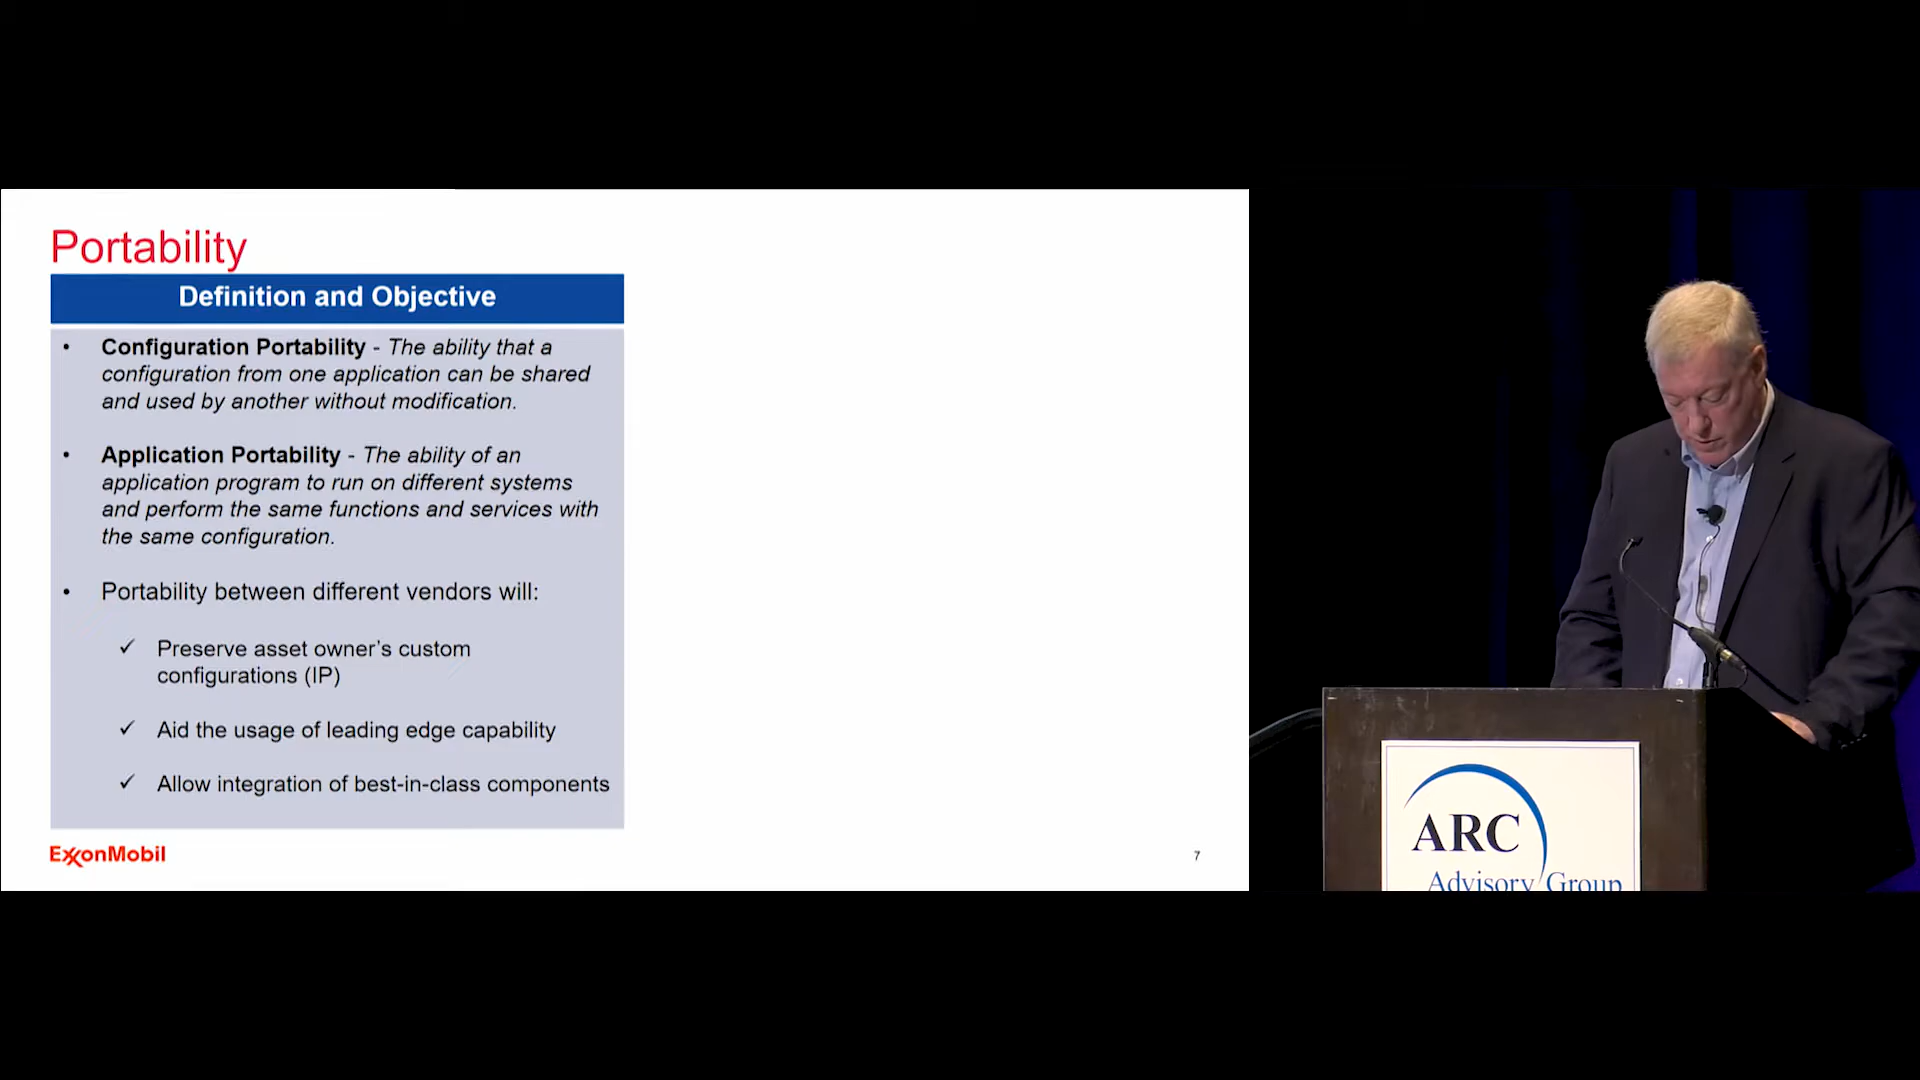 Portability
Definition and Objective
• Configuration Portability - The ability that a
configuration from one application can be shared
and used by another without modification.
• Application Portability - The ability of an
application program to run on different systems
and perform the same functions and services with
the same configuration.
• Portability between different vendors will:
✓ Preserve asset owner's custom
configurations (IP)
✓ Aid the usage of leading edge capability
✓ Allow integration of best-in-class components
ExxonMobil
7
ARC
Advisory Group